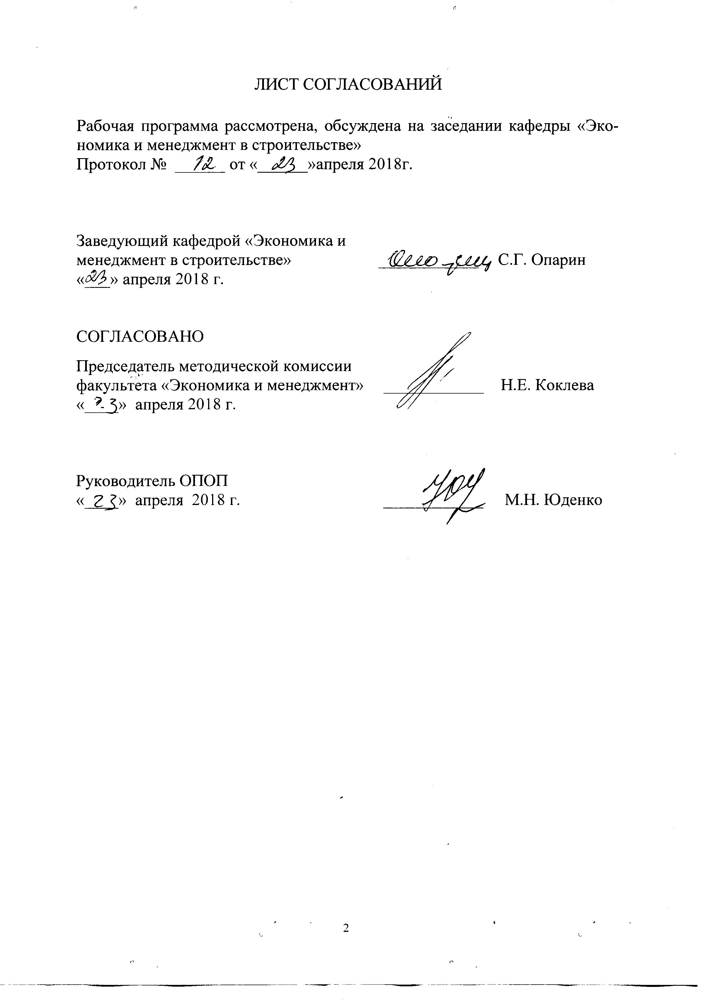 ЛИСТ СОГЛАСОВАНИЙ
Рабочая программа рассмотрена, обсуждена на заседании кафедры «Эко-
номика и менеджмент в строительстве»
Протокол № 12 от «23»апреля 2018г.
Заведующий кафедрой «Экономика и
менеджмент в строительстве» С.Г. Опарин
«23» апреля 2018 г.
СОГЛАСОВАНО
Председатель методической комиссии
факультета «Экономика и менеджмент» Н.Е. Коклева
«23» апреля 2018 г.
Руководитель ОПОП
«23» апреля 2018 г. М.Н. Юденко
2